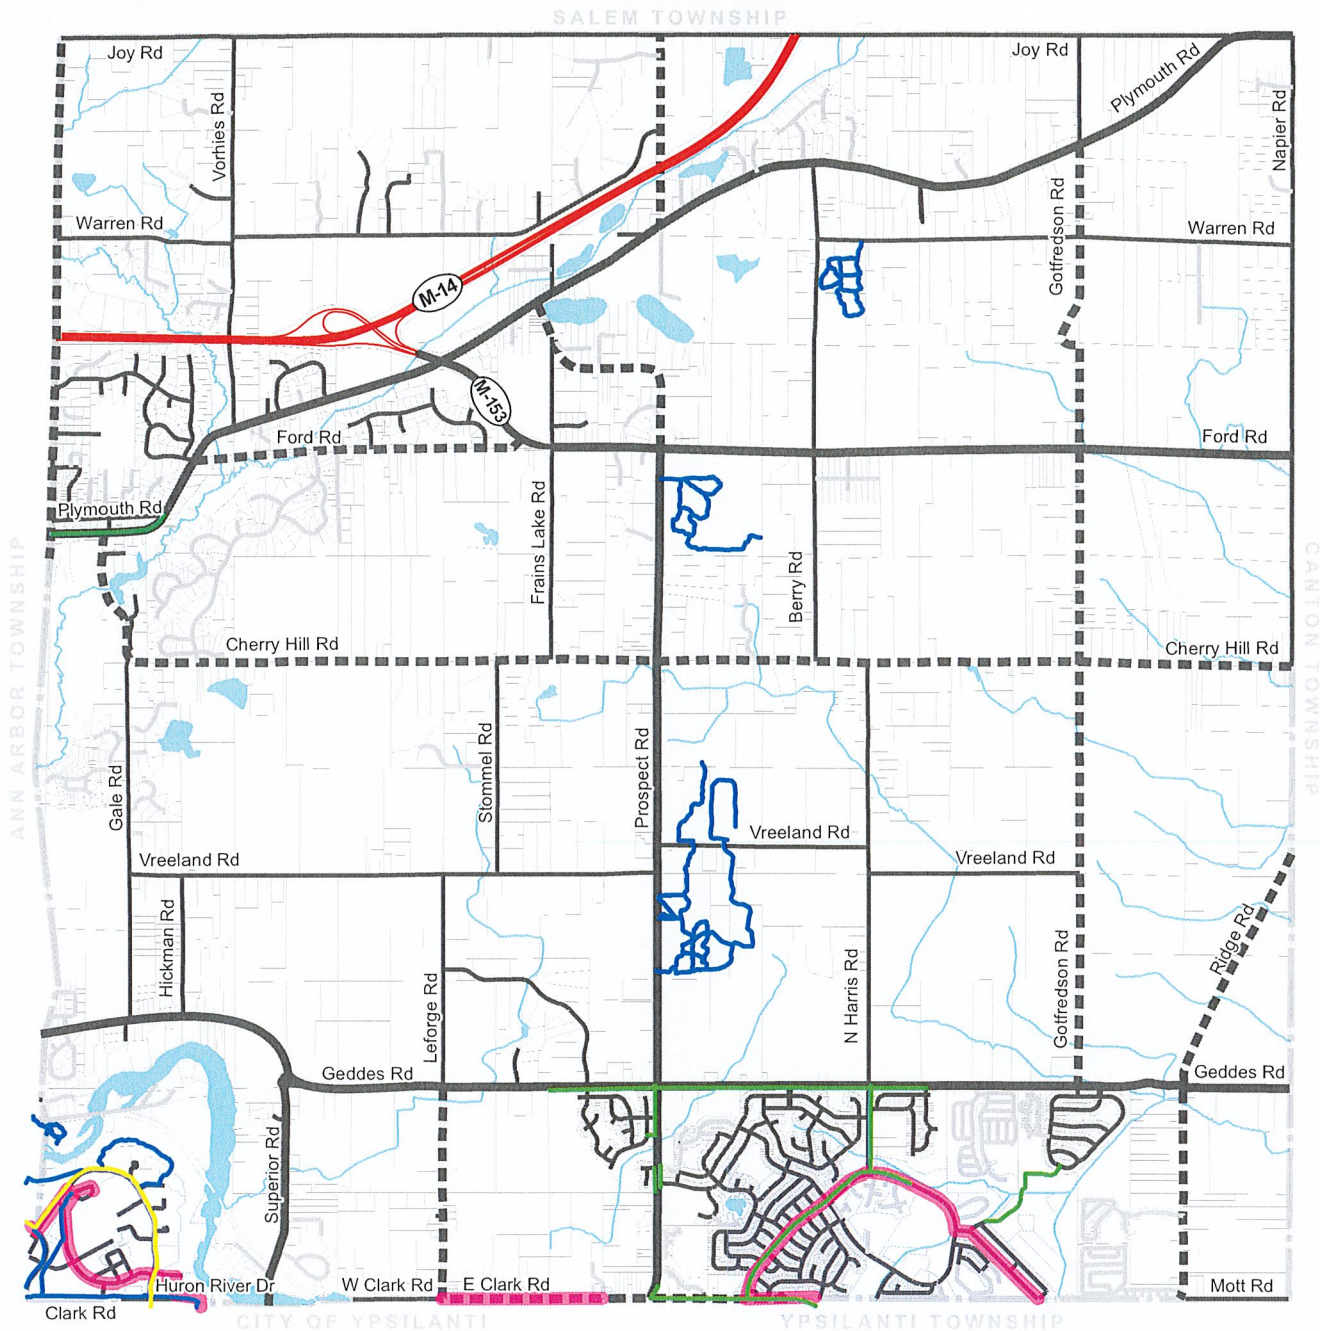 SALEM TOWNSHIP
Joy Rd
Joy Rd
Plymouth Rd
Vorhies Rd
Napier Rd
Warren Rd
Gotfredson Rd
Warren Rd
M-14
M-153
Ford Rd
Ford Rd
Plymouth Rd
Frains Lake Rd
Berry Rd
ANN ARBOR TOWNSHIP
CANTON TOWNSHIP
Cherry Hill Rd
Cherry Hill Rd
Gale Rd
Stommel Rd
Prospect Rd
Vreeland Rd
Vreeland Rd
Vreeland Rd
Hickman Rd
Leforge Rd
N Harris Rd
Gotfredson Rd
Ridge Rd
Geddes Rd
Geddes Rd
Superior Rd
Huron River Dr
W Clark Rd
E Clark Rd
Mott Rd
Clark Rd
CITY OF YPSILANTI
YPSILANTI TOWNSHIP